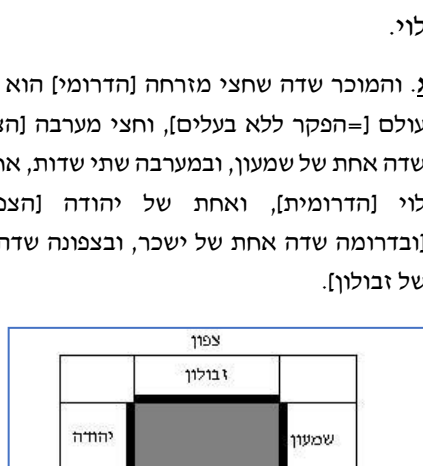 לוי.
ג. והמוכר שדה שחצי מזרחה [הדרומי] הוא
עולם [=הפקר ללא בעלים], וחצי מערבה
שדה אחת של שמעון, ובמערבה שתי שדות,
לוי [הדרומית], ואחת של יהודה
[ובדרומה שדה אחת של ישכר, ובצפונה שדה
של זבולון].
צפון
זבולון
יהודה
שמעון